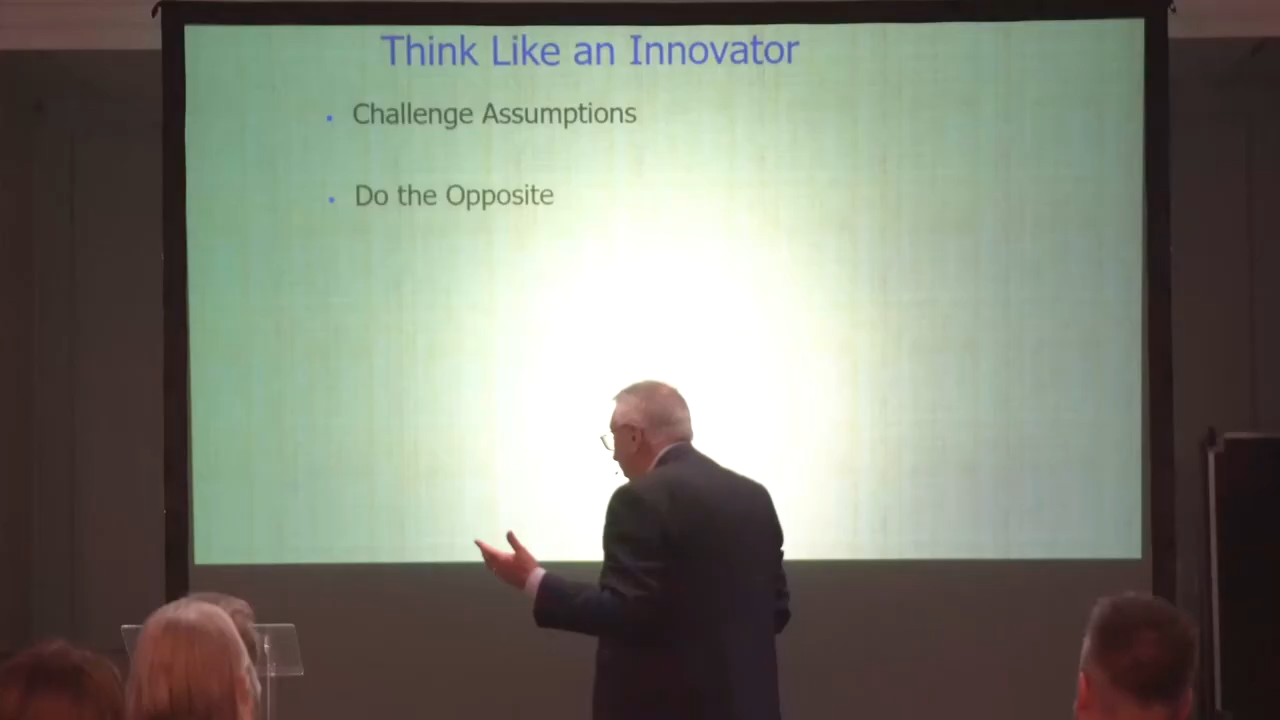 Think Like an Innovator
Challenge Assumptions
Do the Opposite